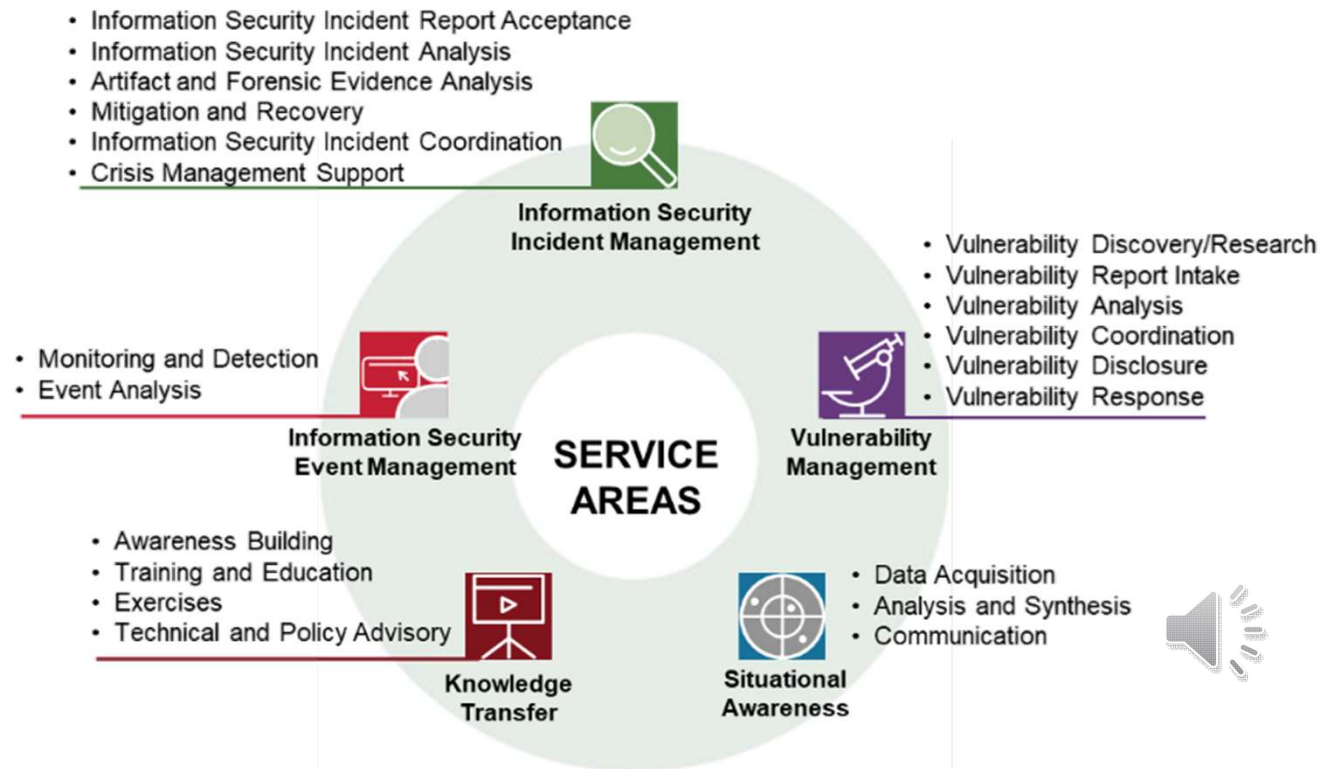 • Information Security Incident Report Acceptance
• Information Security Incident Analysis
• Artifact and Forensic Evidence Analysis
• Mitigation and Recovery
• Information Security Incident Coordination
• Crisis Management Support
Information Security
Incident Management
• Vulnerability Discovery/Research
• Vulnerability Report Intake
• Vulnerability Analysis
• Vulnerability Coordination
• Vulnerability Disclosure
• Vulnerability Response
Vulnerability
Management
• Monitoring and Detection
• Event Analysis
Information Security
Event Management
SERVICE
AREAS
• Awareness Building
• Training and Education
• Exercises
• Technical and Policy Advisory
Knowledge
Transfer
• Data Acquisition
• Analysis and Synthesis
• Communication
Situational
Awareness